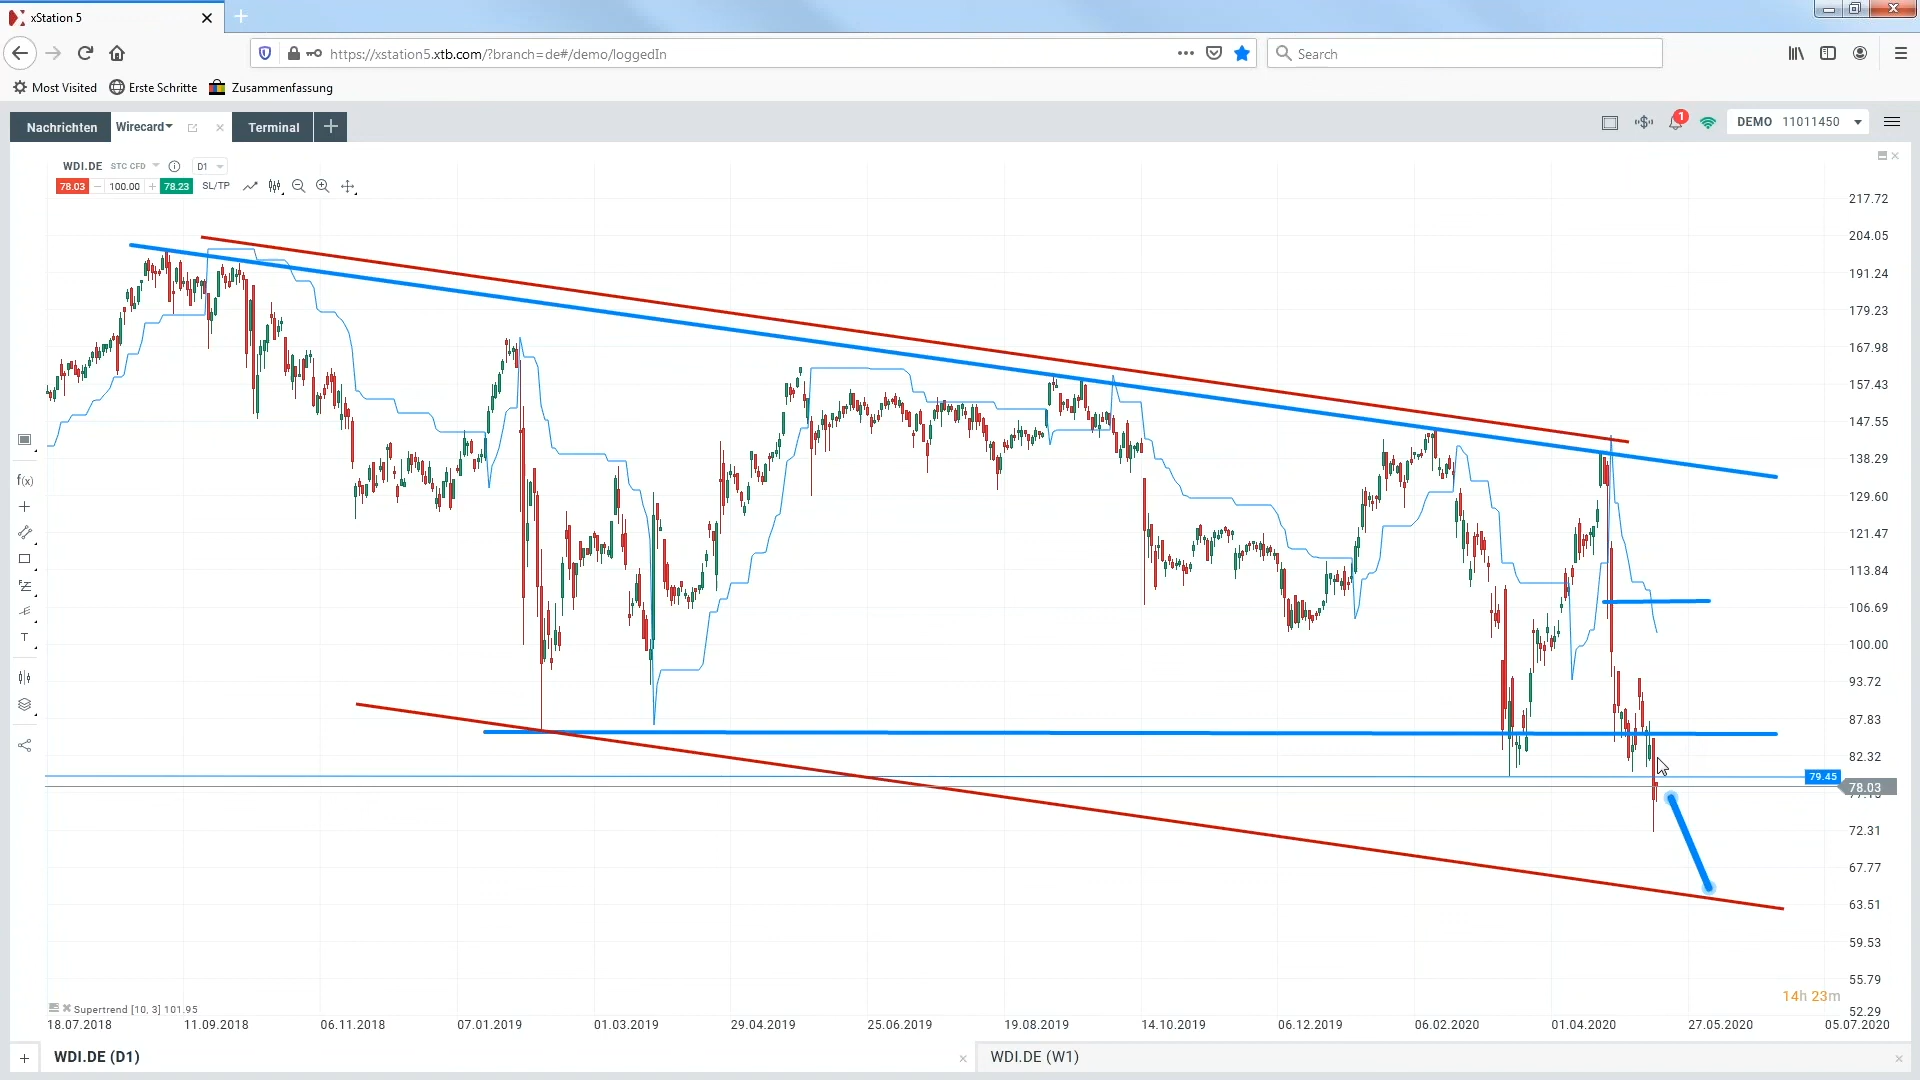 xStation 5
https://xstation5.xtb.com/?branch=de#/demo/loggedIn
Search
Most Visited
Erste Schritte
Zusammenfassung
Nachrichten
Wirecard
Terminal
1
DEMO 11011450
WDI.DE STC CFD
D1
78.03
100.00
78.23
SL/TP
217.72
204.05
191.24
179.23
167.98
157.43
147.55
138.29
f(x)
129.60
121.47
113.84
106.69
T
100.00
93.72
87.83
82.32
79.45
78.03
72.31
67.77
63.51
59.53
55.79
14h 23m
Supertrend [10, 3] 101.95
52.29
18.07.2018
11.09.2018
06.11.2018
07.01.2019
01.03.2019
29.04.2019
25.06.2019
19.08.2019
14.10.2019
06.12.2019
06.02.2020
01.04.2020
27.05.2020
05.07.2020
WDI.DE (D1)
WDI.DE (W1)